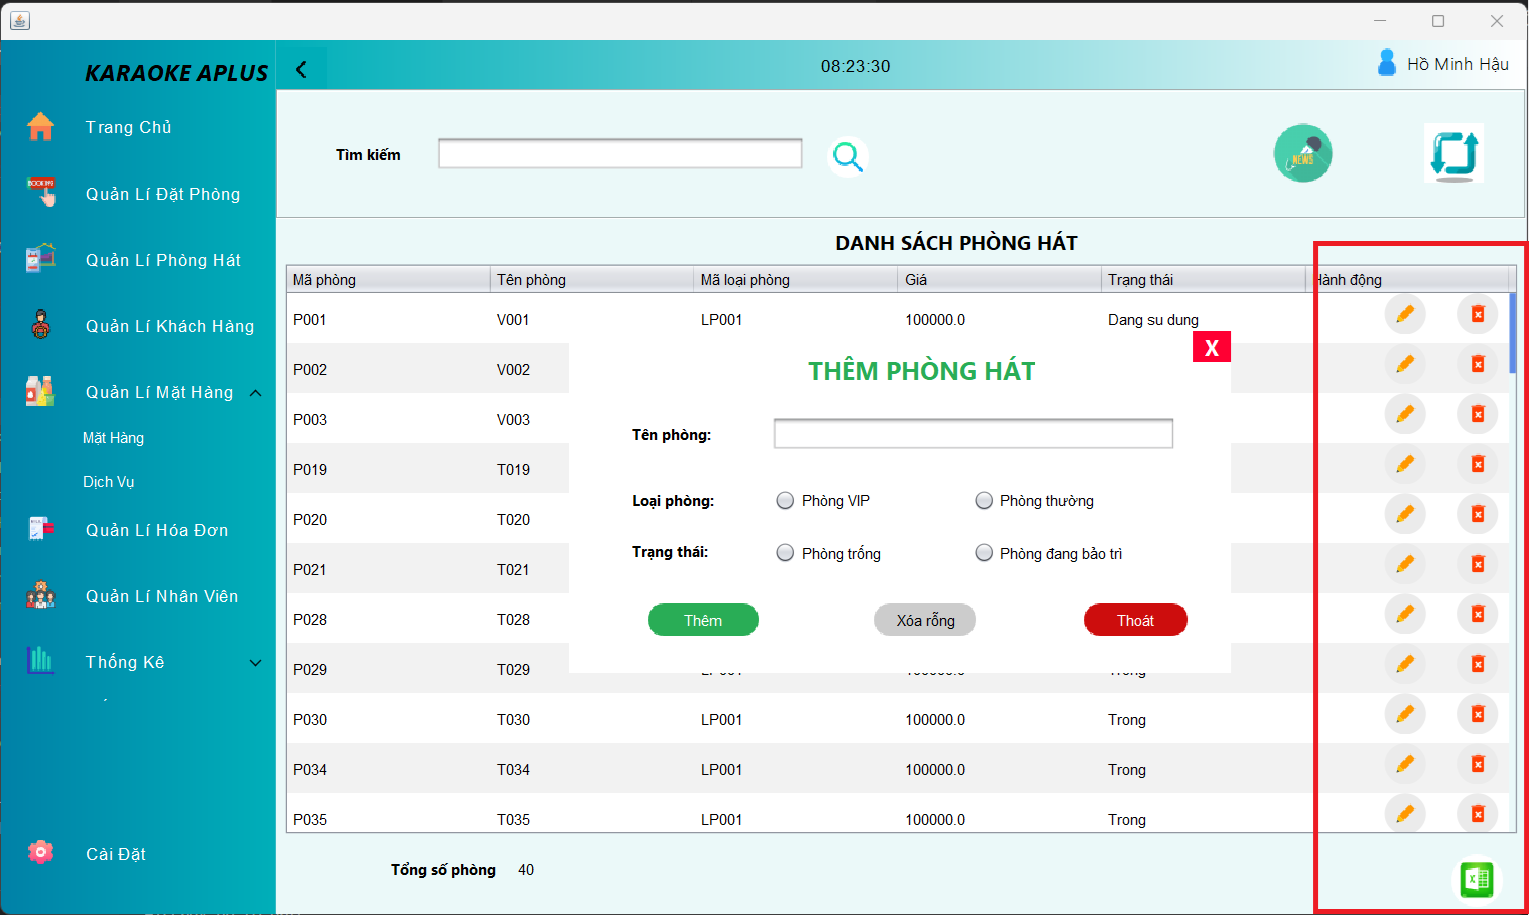 KARAOKE APLUS
08:23:30
Hồ Minh Hậu
Trang Chủ
Quản Lí Đặt Phòng
Quản Lí Phòng Hát
Quản Lí Khách Hàng
Quản Lí Mặt Hàng
Mặt Hàng
Dịch Vụ
Quản Lí Hóa Đơn
Quản Lí Nhân Viên
Thống Kê
Cài Đặt
Tìm kiếm
NEWS
DANH SÁCH PHÒNG HÁT
Mã phòng Tên phòng Mã loại phòng Giá Trạng thái Hành động
P001 V001 LP001 100000.0 Dang su dung
P002 V002
P003 V003
P019 T019
P020 T020
P021 T021
P028 T028
P029 T029 LP001 100000.0 Trong
P030 T030 LP001 100000.0 Trong
P034 T034 LP001 100000.0 Trong
P035 T035 LP001 100000.0 Trong
X
THÊM PHÒNG HÁT
Tên phòng:
Loại phòng: Phòng VIP Phòng thường
Trạng thái: Phòng trống Phòng đang bảo trì
Thêm Xóa rỗng Thoát
Tổng số phòng 40